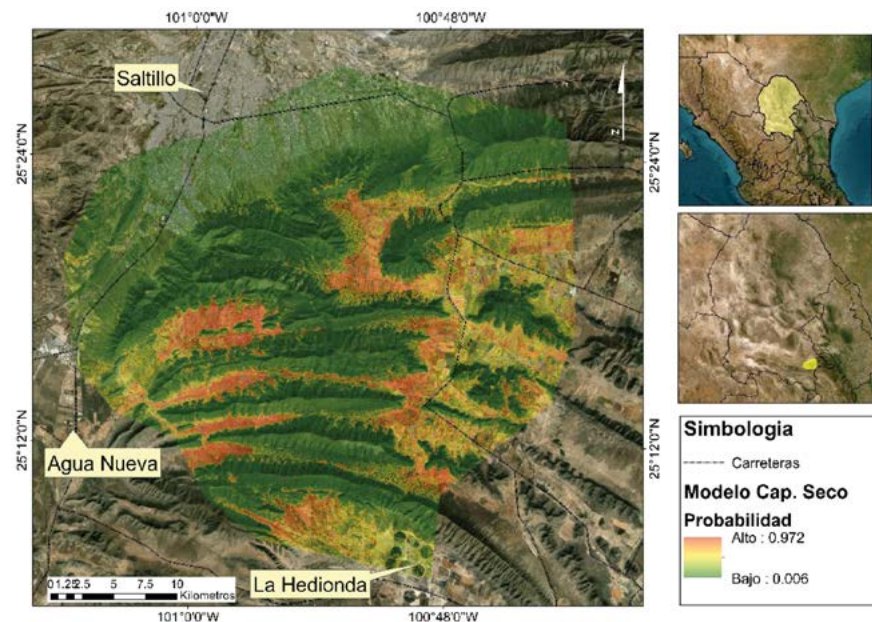 101°0'0"W
100°48'0"W
Saltillo
25°24'0"N
25°24'0"N
z
25°12'0"N
25°12'0"N
Agua Nueva
La Hedionda
0 1.25 2.5 5 7.5 10
Kilometros
101°0'0"W
100°48'0"W
Simbologia
Carreteras
Modelo Cap. Seco
Probabilidad
Alto : 0.972
Bajo : 0.006